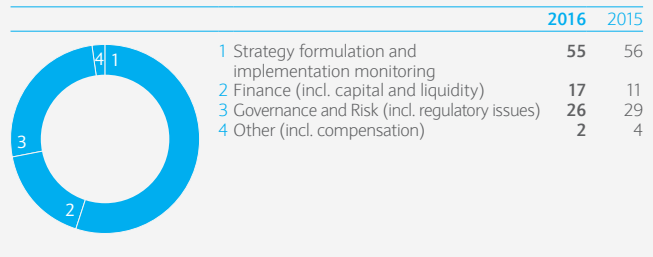 2016 2015
1 Strategy formulation and 55 56
implementation monitoring
2 Finance (incl. capital and liquidity) 17 11
3 Governance and Risk (incl. regulatory issues) 26 29
4 Other (incl. compensation) 2 4
4 1
3
2